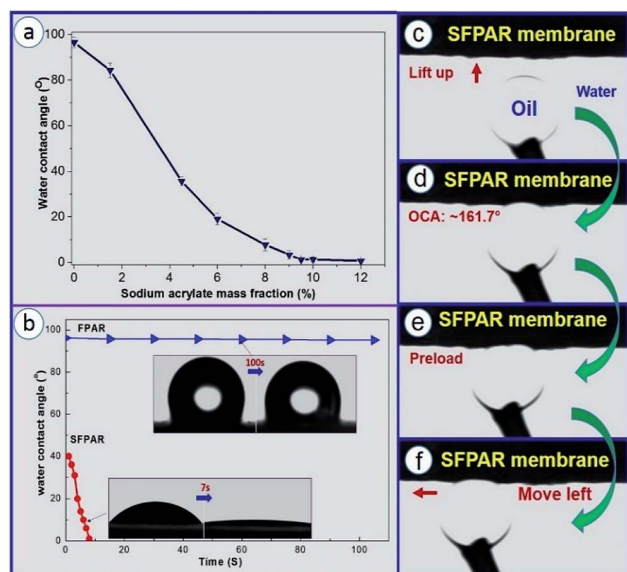 a
100
80
60
40
20
0
Water contact angle (°)
0
2
4
6
8
10
12
Sodium acrylate mass fraction (%)
b
100
80
60
40
20
0
water contact angle (°)
FPAR
100s
SFPAR
7s
0
20
40
60
80
100
Time (S)
c
SFPAR membrane
Lift up
Water
Oil
d
SFPAR membrane
OCA: ~161.7°
e
SFPAR membrane
Preload
f
SFPAR membrane
Move left